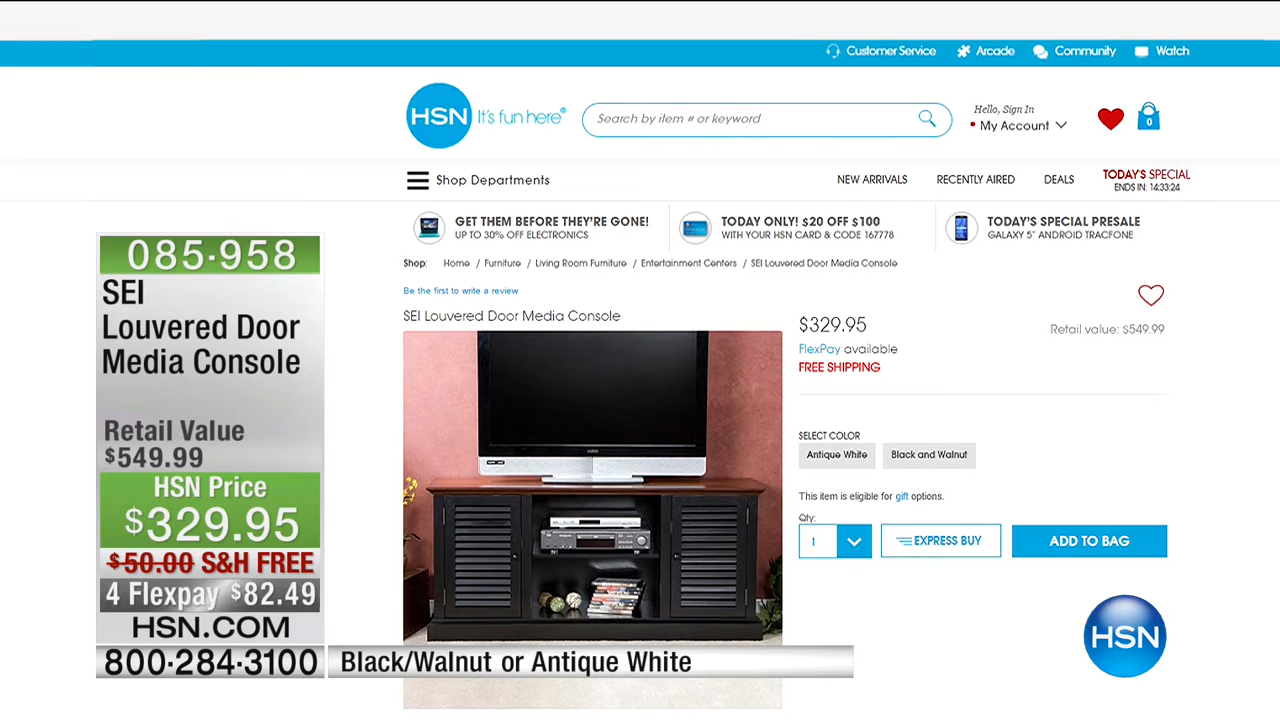 Customer Service Arcade Community Watch
HSN It's fun here®
Search by item # or keyword
Hello, Sign In
My Account
0
Shop Departments
NEW ARRIVALS RECENTLY AIRED DEALS
TODAY'S SPECIAL
ENDS IN: 14:33:24
GET THEM BEFORE THEY'RE GONE!
UP TO 30% OFF ELECTRONICS
TODAY ONLY! $20 OFF $100
WITH YOUR HSN CARD & CODE 167778
TODAY'S SPECIAL PRESALE
GALAXY 5" ANDROID TRACFONE
Shop: Home / Furniture / Living Room Furniture / Entertainment Centers / SEI Louvered Door Media Console
Be the first to write a review
SEI Louvered Door Media Console
$329.95
Retail value: $549.99
FlexPay available
FREE SHIPPING
SELECT COLOR
Antique White Black and Walnut
This item is eligible for gift options.
Qty:
1
EXPRESS BUY
ADD TO BAG
085-958
SEI
Louvered Door
Media Console
Retail Value
$549.99
HSN Price
$329.95
$50.00 S&H FREE
4 Flexpay $82.49
HSN.COM
800-284-3100
Black/Walnut or Antique White
HSN